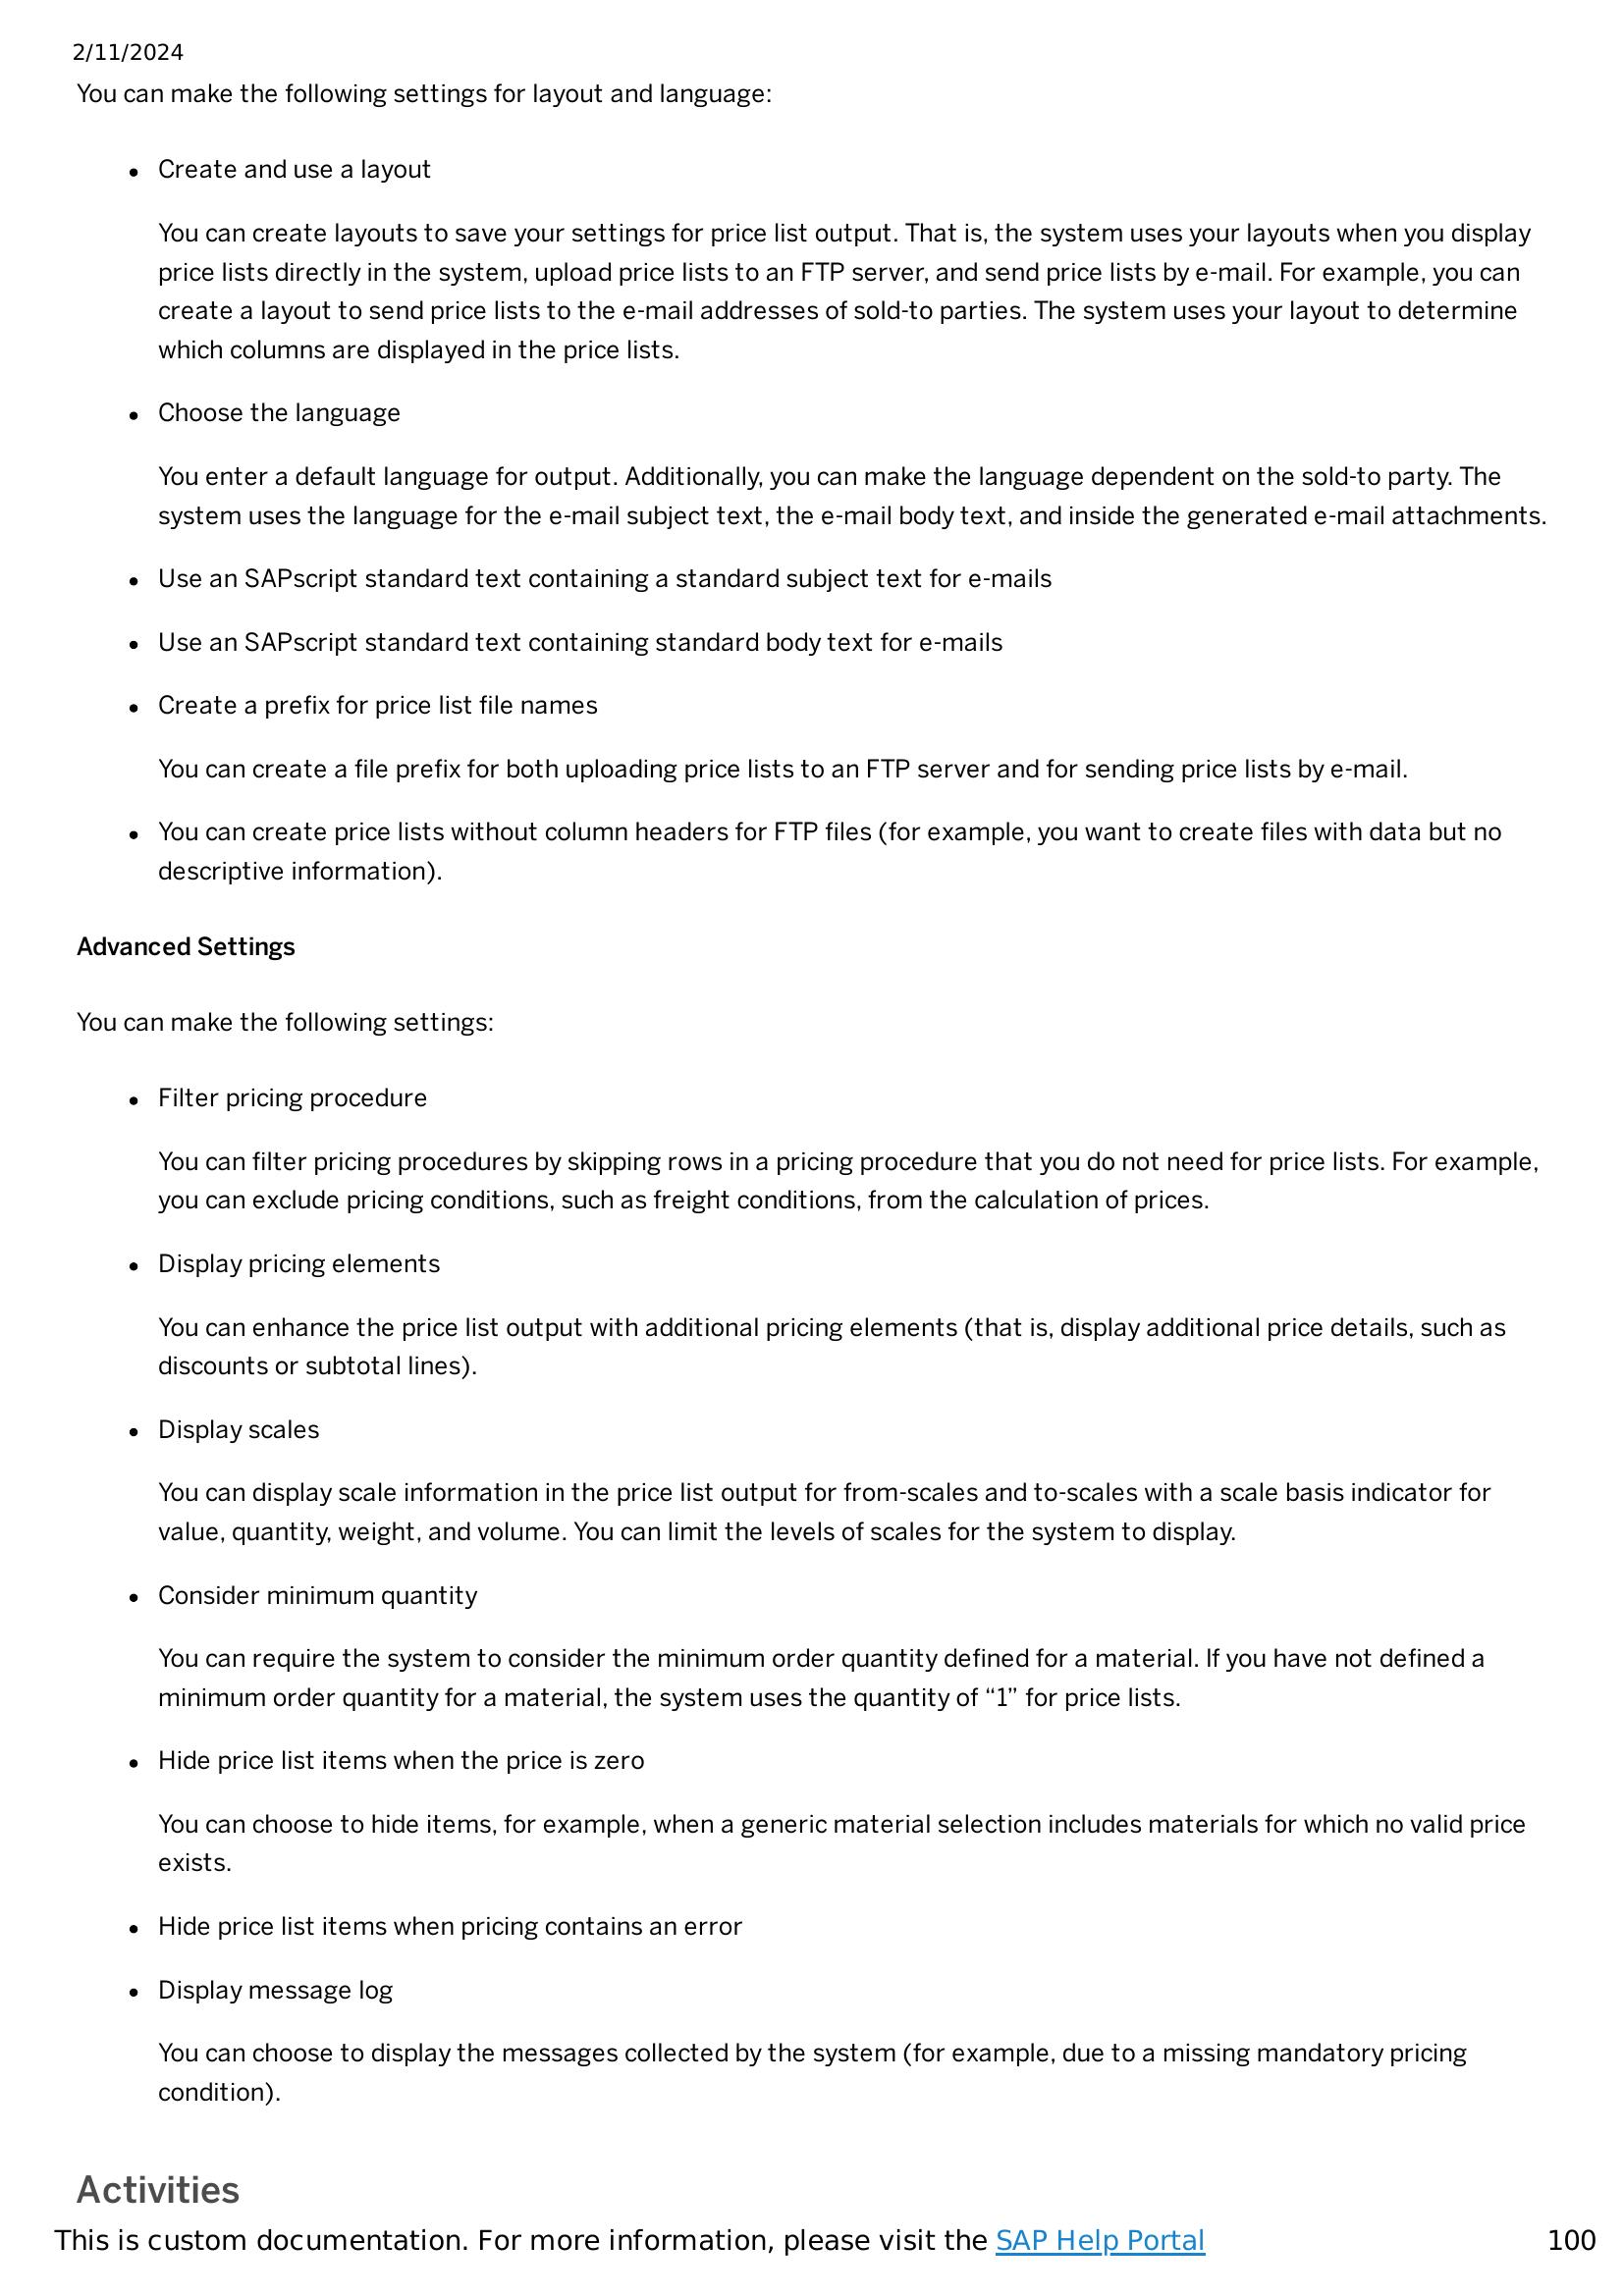 2/11/2024
You can make the following settings for layout and language:
• Create and use a layout
You can create layouts to save your settings for price list output. That is, the system uses your layouts when you display
price lists directly in the system, upload price lists to an FTP server, and send price lists by e-mail. For example, you can
create a layout to send price lists to the e-mail addresses of sold-to parties. The system uses your layout to determine
which columns are displayed in the price lists.
• Choose the language
You enter a default language for output. Additionally, you can make the language dependent on the sold-to party. The
system uses the language for the e-mail subject text, the e-mail body text, and inside the generated e-mail attachments.
• Use an SAPscript standard text containing a standard subject text for e-mails
• Use an SAPscript standard text containing standard body text for e-mails
• Create a prefix for price list file names
You can create a file prefix for both uploading price lists to an FTP server and for sending price lists by e-mail.
• You can create price lists without column headers for FTP files (for example, you want to create files with data but no
descriptive information).
Advanced Settings
You can make the following settings:
• Filter pricing procedure
You can filter pricing procedures by skipping rows in a pricing procedure that you do not need for price lists. For example,
you can exclude pricing conditions, such as freight conditions, from the calculation of prices.
• Display pricing elements
You can enhance the price list output with additional pricing elements (that is, display additional price details, such as
discounts or subtotal lines).
• Display scales
You can display scale information in the price list output for from-scales and to-scales with a scale basis indicator for
value, quantity, weight, and volume. You can limit the levels of scales for the system to display.
• Consider minimum quantity
You can require the system to consider the minimum order quantity defined for a material. If you have not defined a
minimum order quantity for a material, the system uses the quantity of “1” for price lists.
• Hide price list items when the price is zero
You can choose to hide items, for example, when a generic material selection includes materials for which no valid price
exists.
• Hide price list items when pricing contains an error
• Display message log
You can choose to display the messages collected by the system (for example, due to a missing mandatory pricing
condition).
Activities
This is custom documentation. For more information, please visit the SAP Help Portal 100